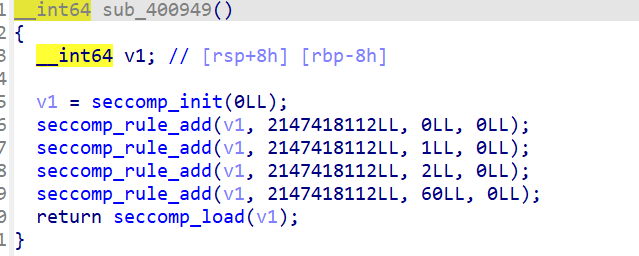 1 __int64 sub_400949()
2 {
3   __int64 v1; // [rsp+8h] [rbp-8h]
4
5   v1 = seccomp_init(0LL);
6   seccomp_rule_add(v1, 2147418112LL, 0LL, 0LL);
7   seccomp_rule_add(v1, 2147418112LL, 1LL, 0LL);
8   seccomp_rule_add(v1, 2147418112LL, 2LL, 0LL);
9   seccomp_rule_add(v1, 2147418112LL, 60LL, 0LL);
0   return seccomp_load(v1);
1 }